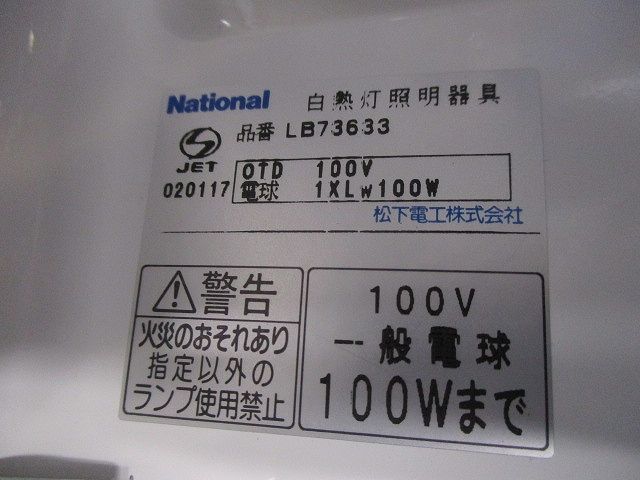 National 白熱灯照明器具
品番 LB73633
S
JET
020117
OTD 100V
電球 1XLW100W
松下電工株式会社
警告
火災のおそれあり
指定以外の
ランプ使用禁止
100V
一般電球
100Wまで